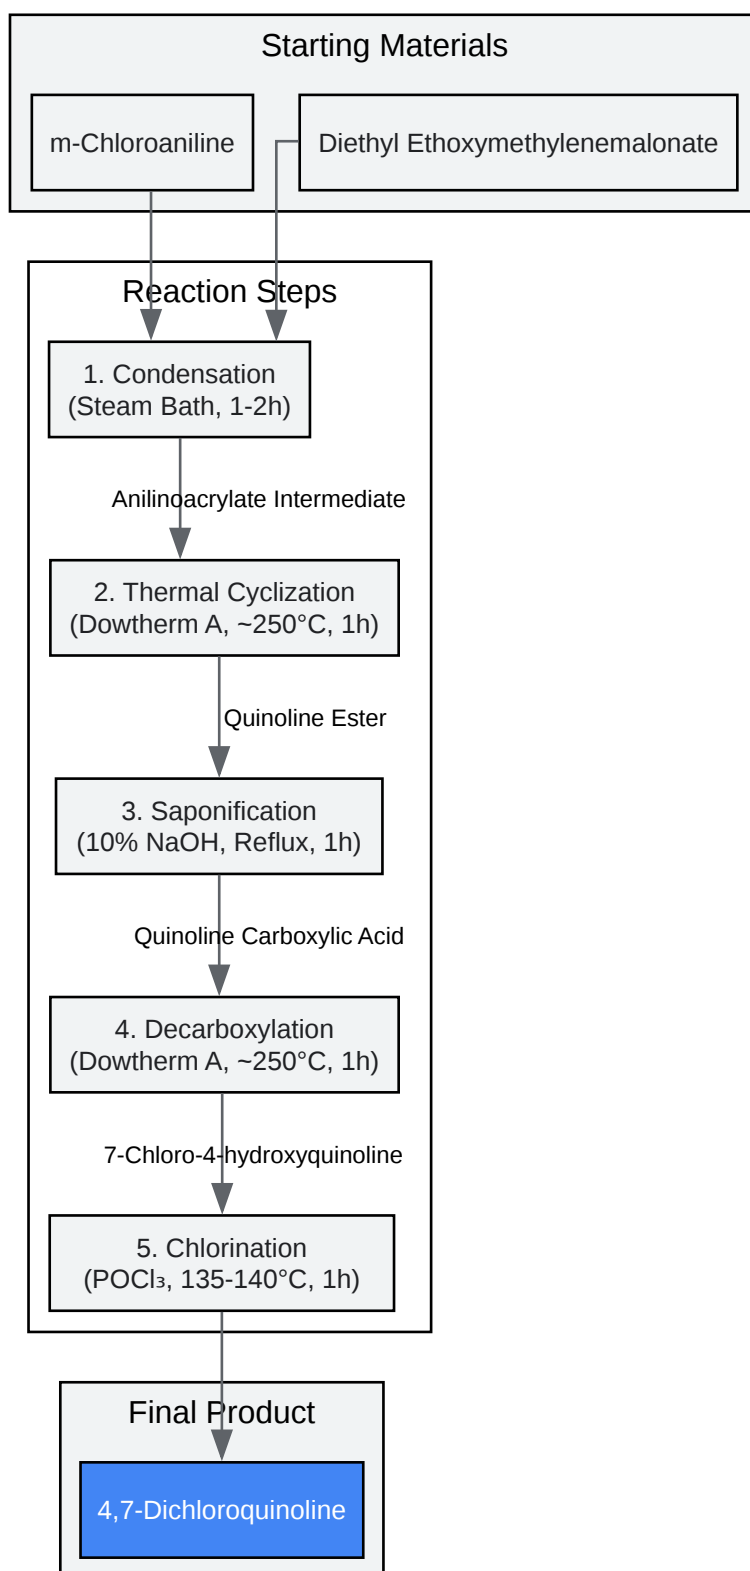 Starting Materials
m-Chloroaniline
Diethyl Ethoxymethylenemalonate
Reaction Steps
1. Condensation
(Steam Bath, 1-2h)
Anilinoacrylate Intermediate
2. Thermal Cyclization
(Dowtherm A, ~250°C, 1h)
Quinoline Ester
3. Saponification
(10% NaOH, Reflux, 1h)
Quinoline Carboxylic Acid
4. Decarboxylation
(Dowtherm A, ~250°C, 1h)
7-Chloro-4-hydroxyquinoline
5. Chlorination
(POCl₃, 135-140°C, 1h)
Final Product
4,7-Dichloroquinoline